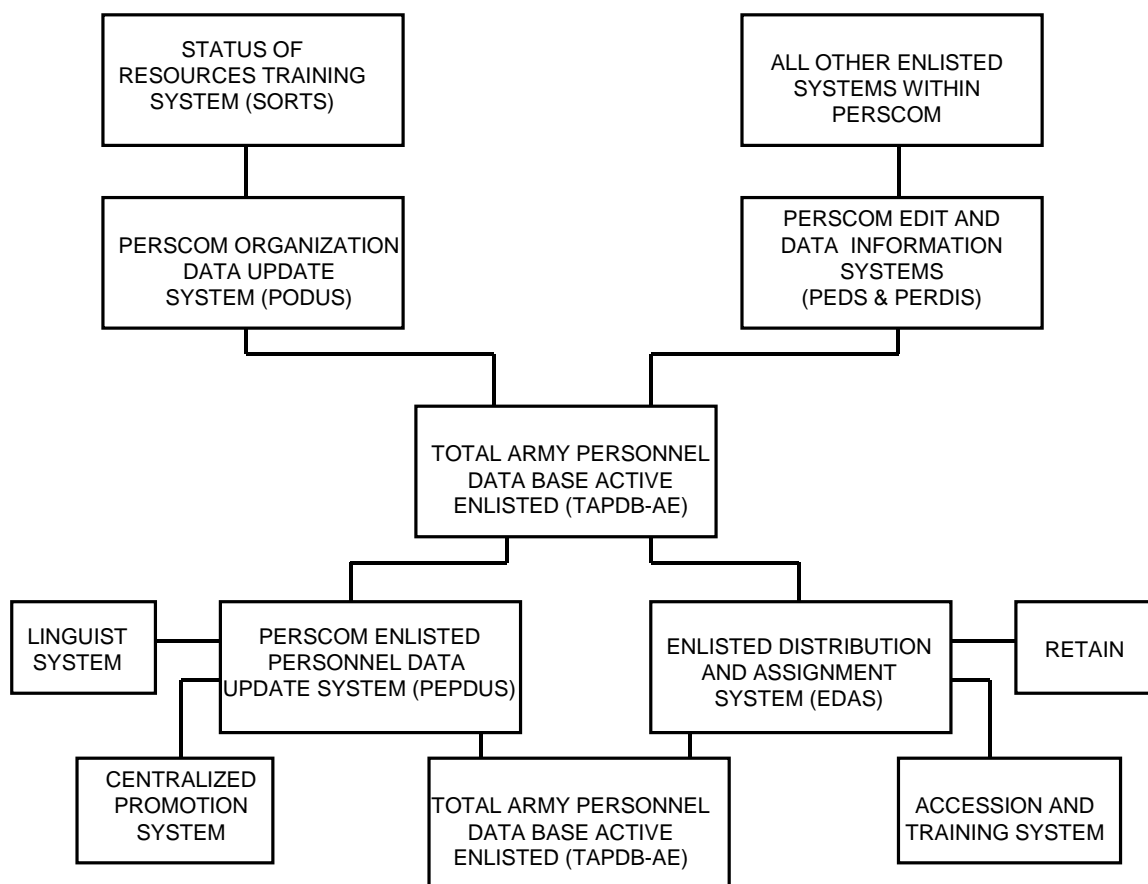 STATUS OF
RESOURCES TRAINING
SYSTEM (SORTS)
ALL OTHER ENLISTED
SYSTEMS WITHIN
PERSCOM
PERSCOM ORGANIZATION
DATA UPDATE
SYSTEM (PODUS)
PERSCOM EDIT AND
DATA INFORMATION
SYSTEMS
(PEDS & PERDIS)
TOTAL ARMY PERSONNEL
DATA BASE ACTIVE
ENLISTED (TAPDB-AE)
LINGUIST
SYSTEM
PERSCOM ENLISTED
PERSONNEL DATA
UPDATE SYSTEM (PEPDUS)
ENLISTED DISTRIBUTION
AND ASSIGNMENT
SYSTEM (EDAS)
RETAIN
CENTRALIZED
PROMOTION
SYSTEM
TOTAL ARMY PERSONNEL
DATA BASE ACTIVE
ENLISTED (TAPDB-AE)
ACCESSION AND
TRAINING SYSTEM